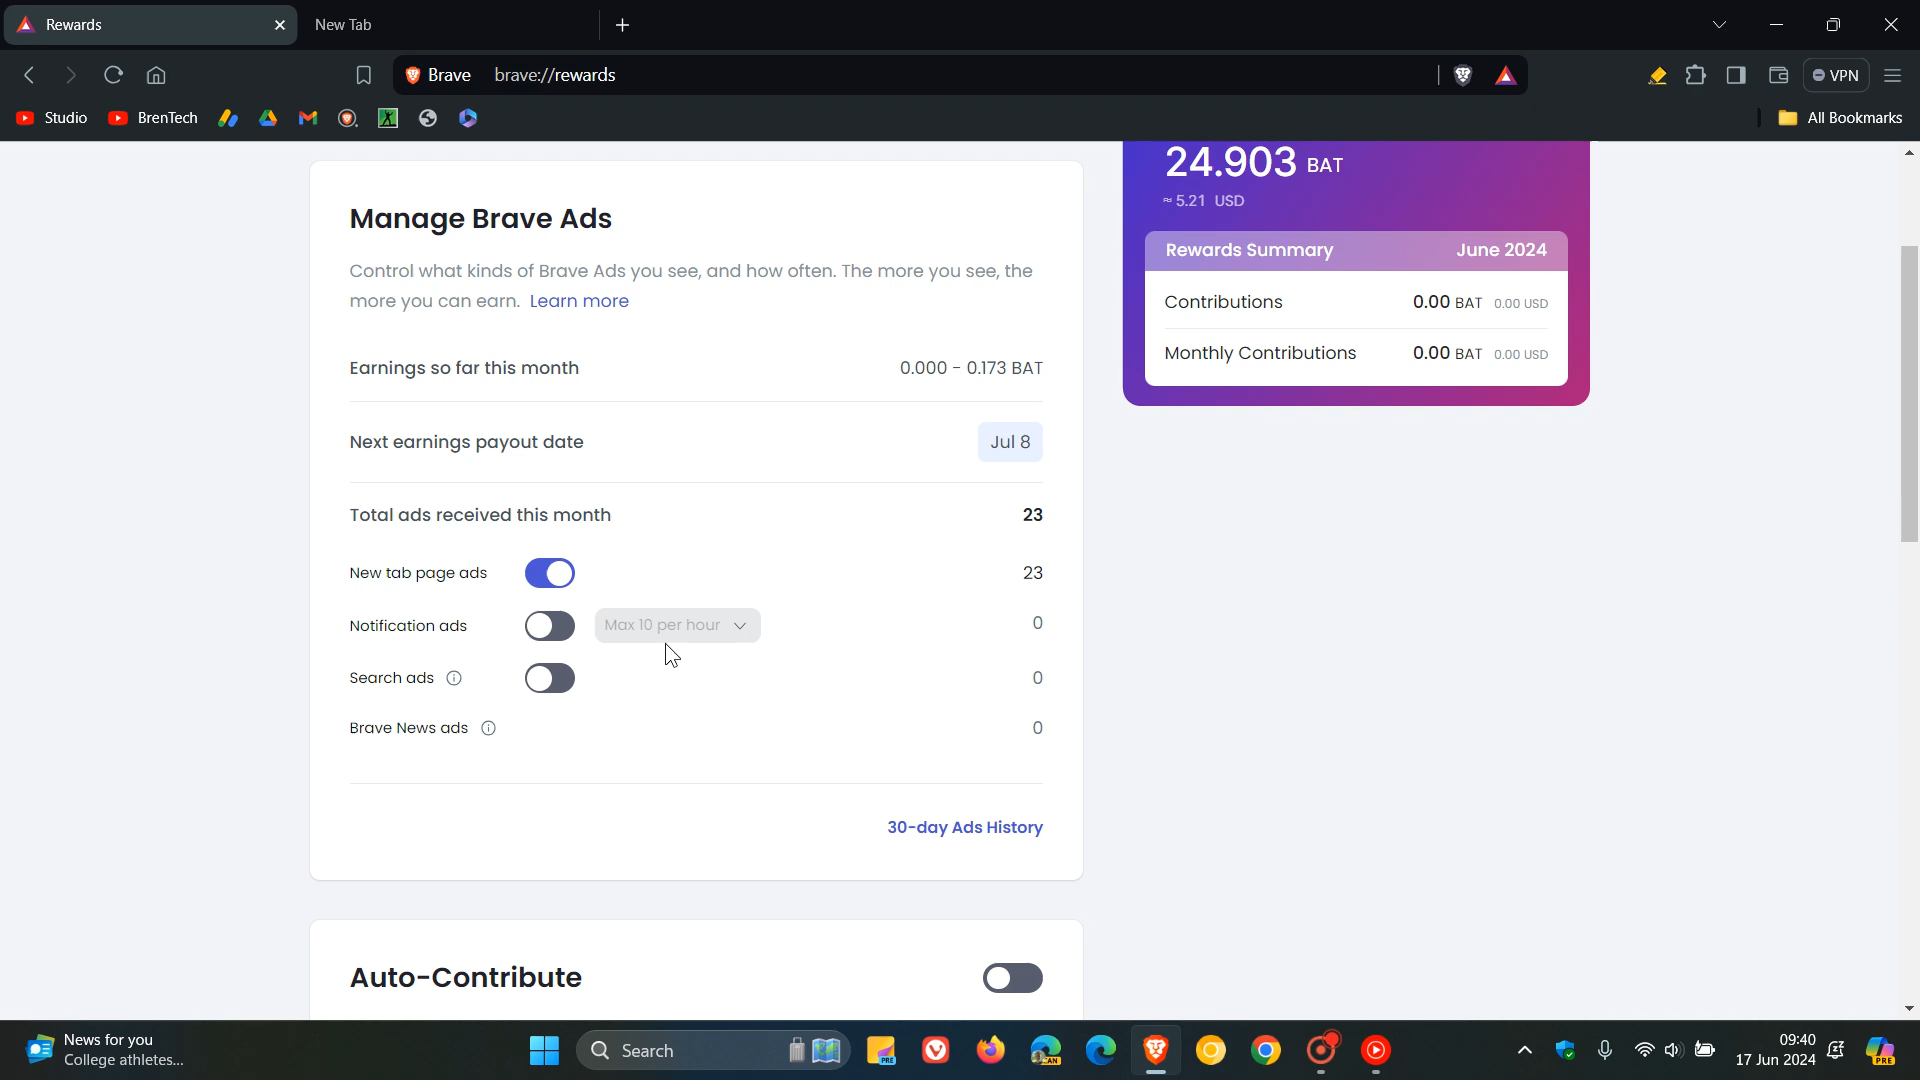 Rewards
New Tab
Brave brave://rewards
VPN
Studio
BrenTech
All Bookmarks
24.903 BAT
≈ 5.21 USD
Rewards Summary June 2024
Contributions 0.00 BAT 0.00 USD
Monthly Contributions 0.00 BAT 0.00 USD
Manage Brave Ads
Control what kinds of Brave Ads you see, and how often. The more you see, the
more you can earn. Learn more
Earnings so far this month 0.000 - 0.173 BAT
Next earnings payout date Jul 8
Total ads received this month 23
New tab page ads 23
Notification ads Max 10 per hour 0
Search ads 0
Brave News ads 0
30-day Ads History
Auto-Contribute
News for you
College athletes...
Search
PRE
CAN
09:40
17 Jun 2024
PRE